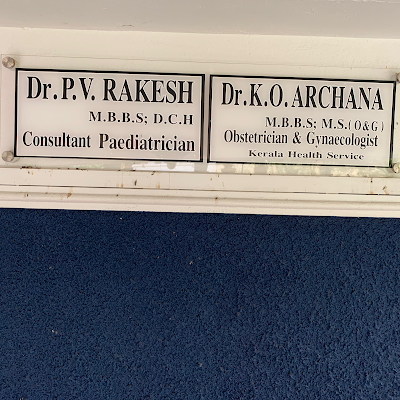 Dr.P.V. RAKESH
M.B.B.S; D.C.H
Consultant Paediatrician
Dr.K.O. ARCHANA
M.B.B.S; M.S.(O&G)
Obstetrician & Gynaecologist
Kerala Health Service